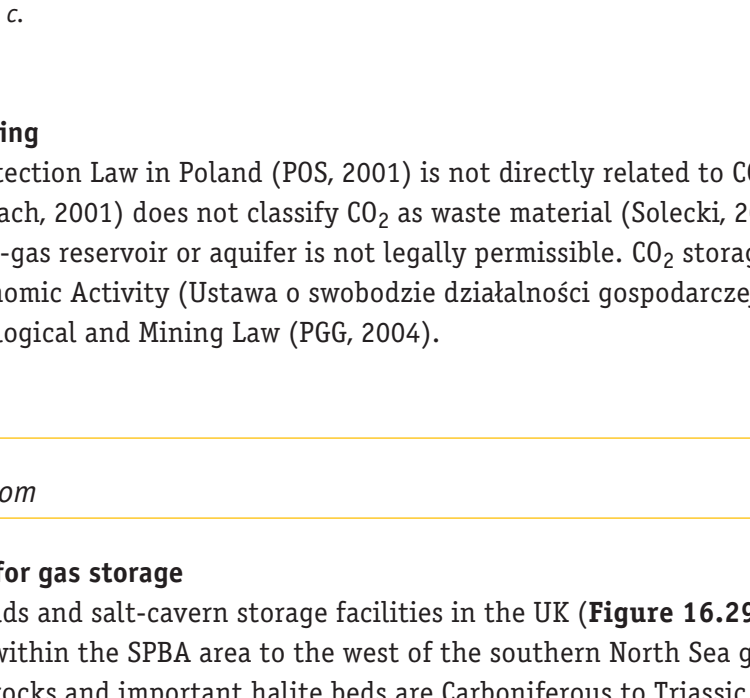 c.
ing
tection Law in Poland (POS, 2001) is not directly related to CO
ach, 2001) does not classify CO₂ as waste material (Solecki, 20
-gas reservoir or aquifer is not legally permissible. CO₂ storag
nomic Activity (Ustawa o swobodzie działalności gospodarczej
logical and Mining Law (PGG, 2004).
om
for gas storage
ds and salt-cavern storage facilities in the UK (Figure 16.29
within the SPBA area to the west of the southern North Sea g
rocks and important halite beds are Carboniferous to Triassic